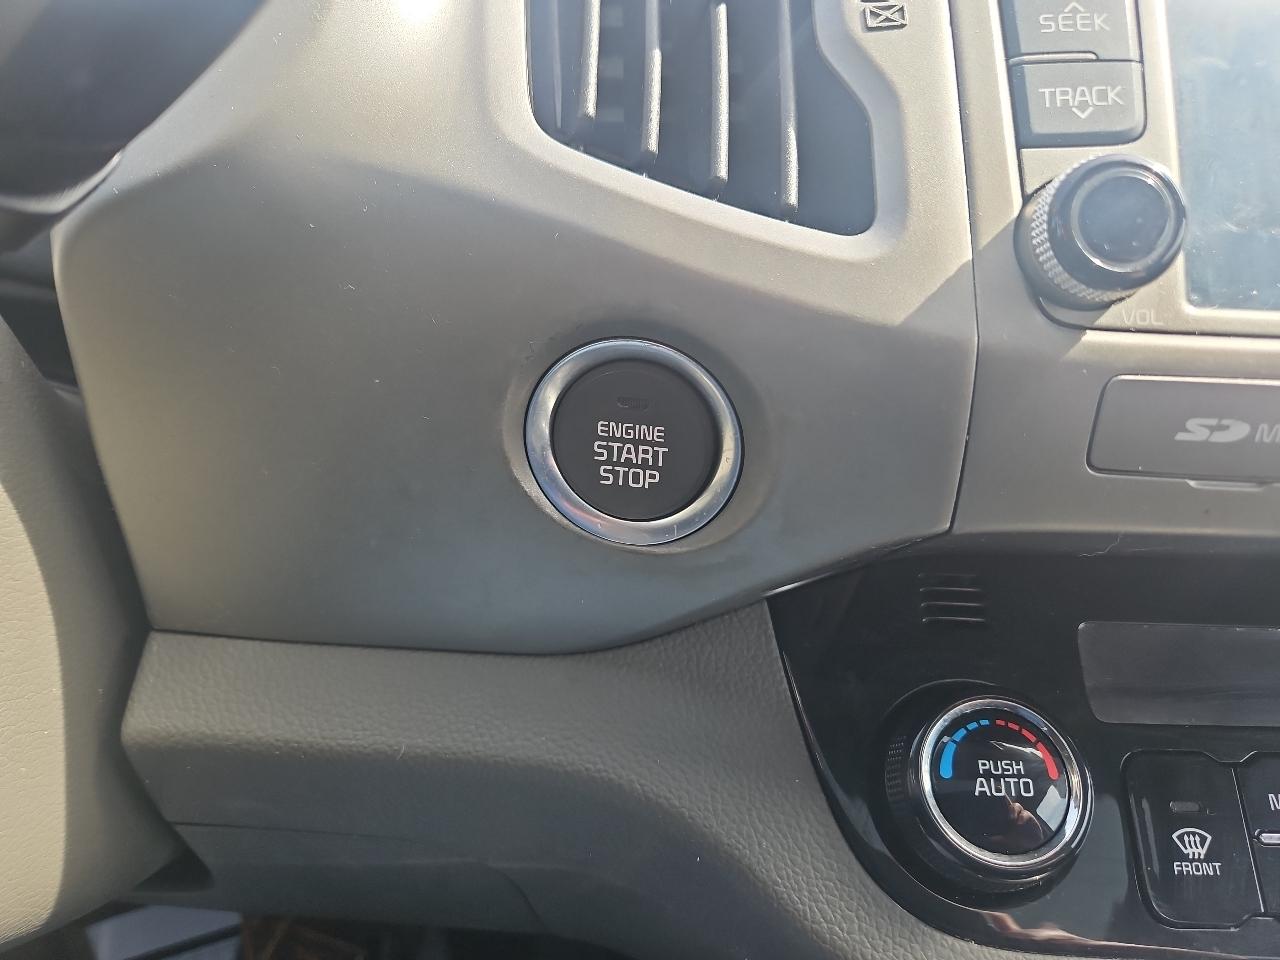 SEEK
TRACK
VOL
SD M
ENGINE
START
STOP
PUSH
AUTO
M
FRONT